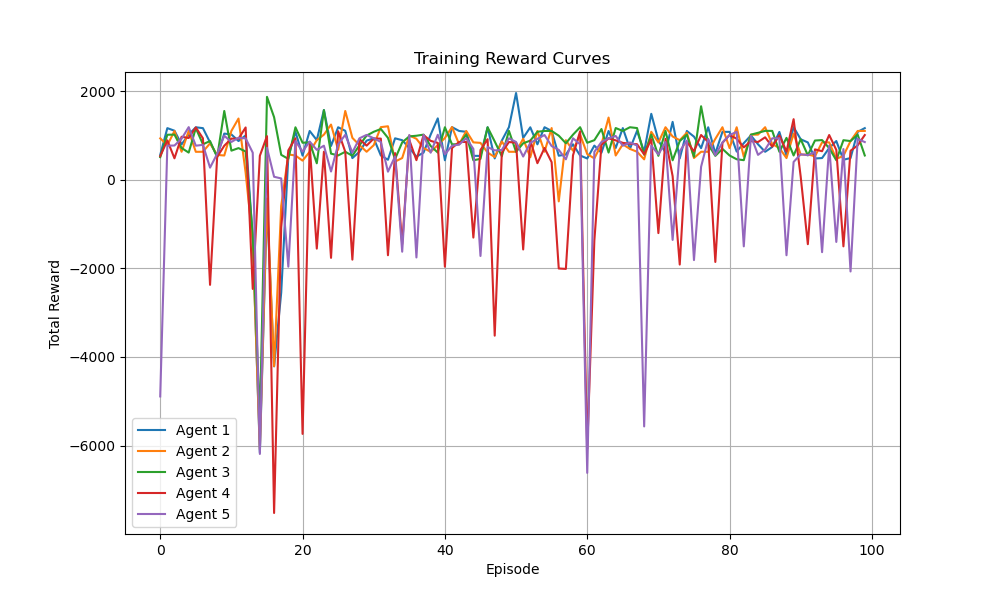 Training Reward Curves
Total Reward
2000
0
−2000
−4000
−6000
Agent 1
Agent 2
Agent 3
Agent 4
Agent 5
0 20 40 60 80 100
Episode